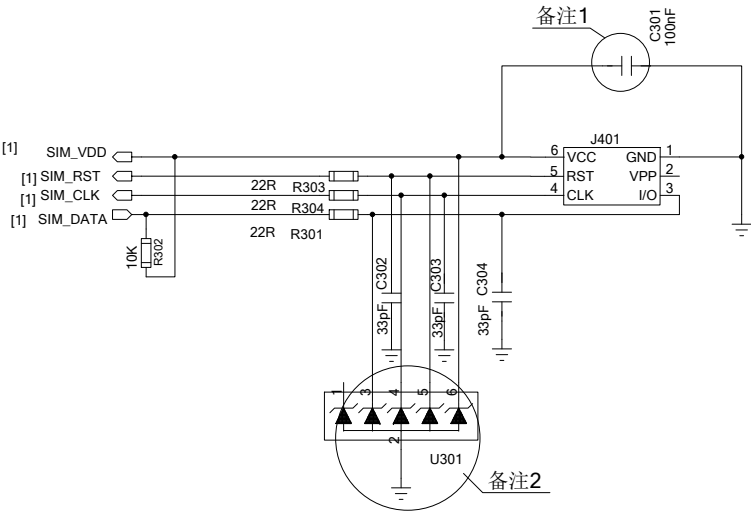 备注1
C301
100nF
[1] SIM_VDD
[1] SIM_RST
[1] SIM_CLK
[1] SIM_DATA
J401
6 VCC GND 1
5 RST VPP 2
4 CLK I/O 3
22R R303
22R R304
22R R301
10K
R302
C302
33pF
C303
33pF
C304
33pF
1 3 4 5 6
2
U301
备注2